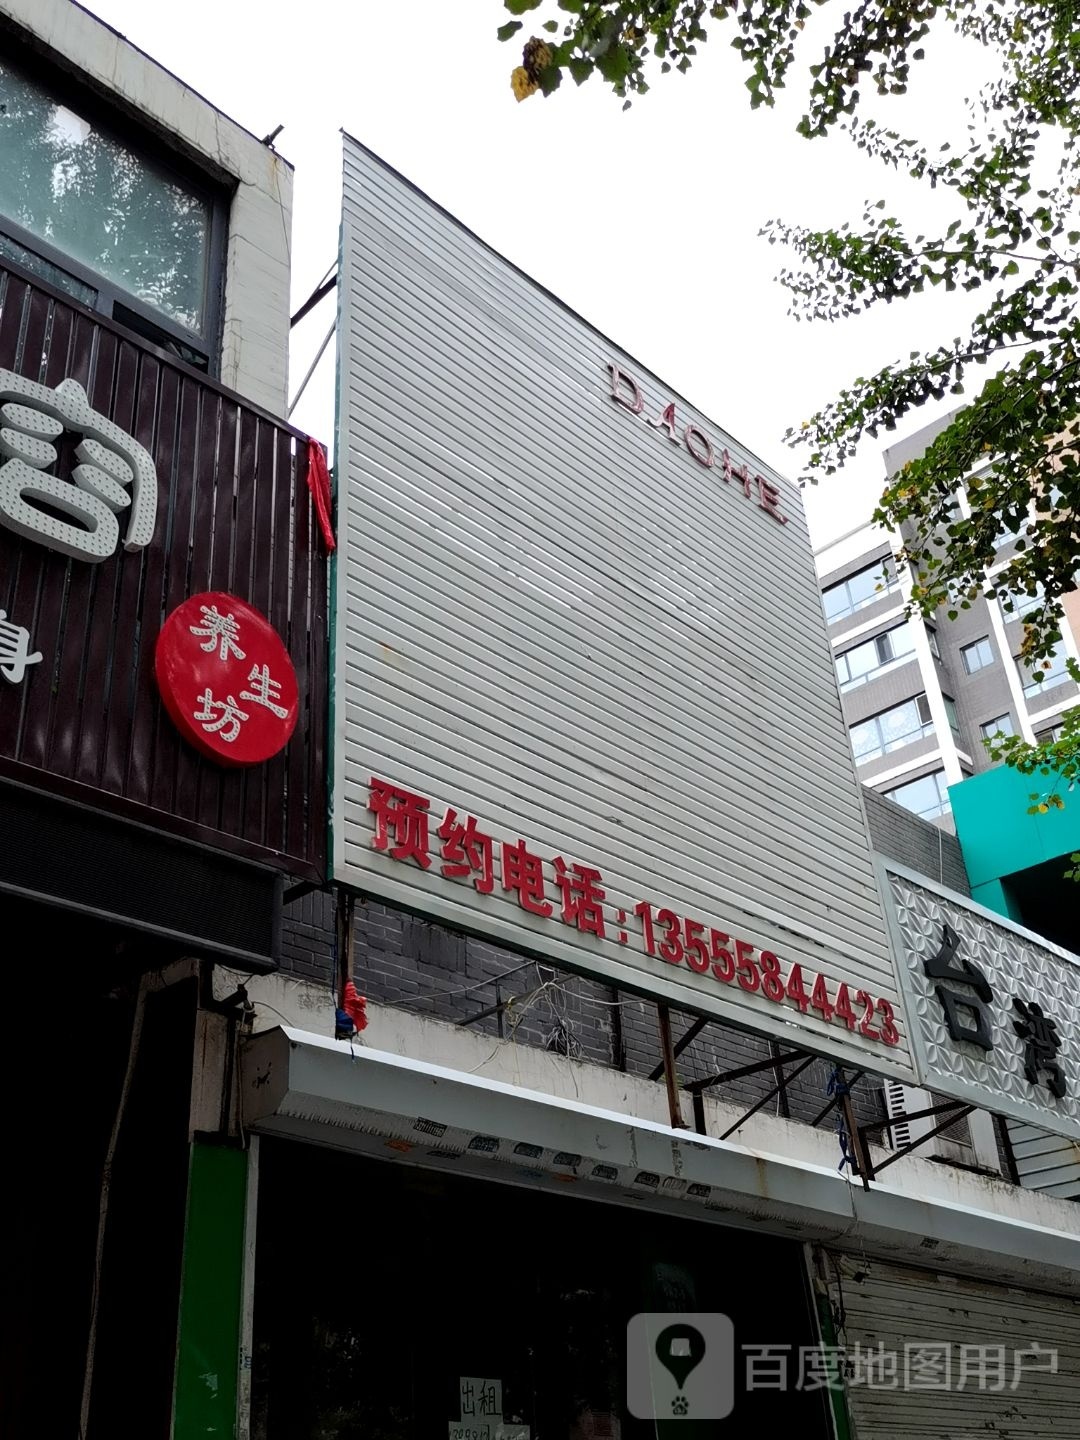 DAOHE
身
养
生
坊
预约电话:13555844423
台湾
出租
百度地图用户